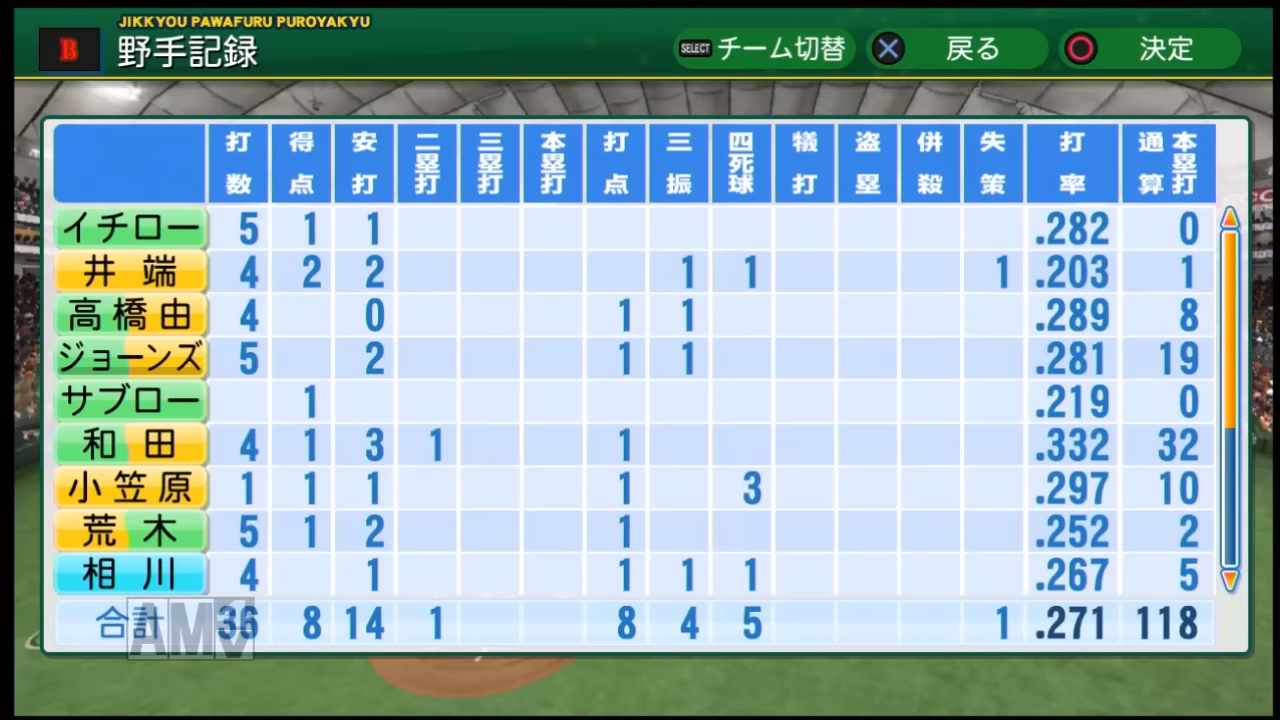 JIKKYOU PAWAFURU PUROYAKYU
B 野手記録 SELECT チーム切替 戻る 決定
打数 得点 安打 二塁打 三塁打 本塁打 打点 三振 四死球 犠打 盗塁 併殺 失策 打率 通算本塁打
イチロー 5 1 1 .282 0
井端 4 2 2 1 1 1 .203 1
高橋由 4 0 1 1 .289 8
ジョーンズ 5 2 1 1 .281 19
サブロー 1 .219 0
和田 4 1 3 1 1 .332 32
小笠原 1 1 1 1 3 .297 10
荒木 5 1 2 1 .252 2
相川 4 1 1 1 1 .267 5
合計 36 8 14 1 8 4 5 1 .271 118
AMV